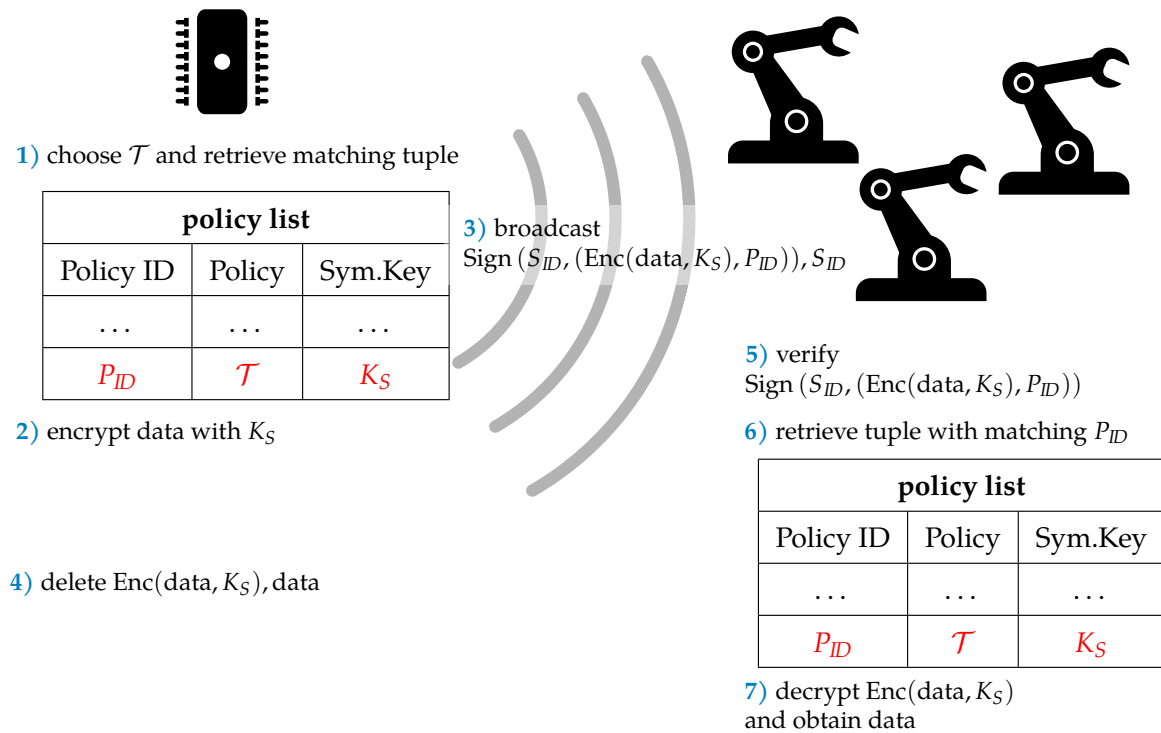 1) choose 𝒯 and retrieve matching tuple
policy list
Policy ID Policy Sym.Key
... ... ...
P_ID 𝒯 K_S
2) encrypt data with K_S
3) broadcast
Sign (S_ID, (Enc(data, K_S), P_ID)), S_ID
4) delete Enc(data, K_S), data
5) verify
Sign (S_ID, (Enc(data, K_S), P_ID))
6) retrieve tuple with matching P_ID
policy list
Policy ID Policy Sym.Key
... ... ...
P_ID 𝒯 K_S
7) decrypt Enc(data, K_S)
and obtain data